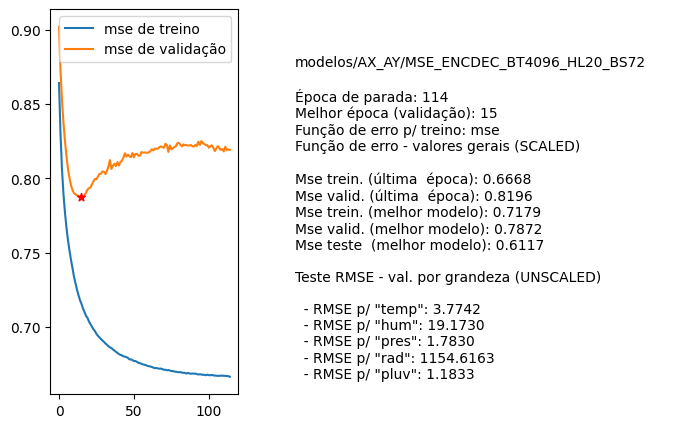 0.90
0.85
0.80
0.75
0.70
0
50
100
mse de treino
mse de validação
modelos/AX_AY/MSE_ENCDEC_BT4096_HL20_BS72
Época de parada: 114
Melhor época (validação): 15
Função de erro p/ treino: mse
Função de erro - valores gerais (SCALED)
Mse trein. (última  época): 0.6668
Mse valid. (última  época): 0.8196
Mse trein. (melhor modelo): 0.7179
Mse valid. (melhor modelo): 0.7872
Mse teste  (melhor modelo): 0.6117
Teste RMSE - val. por grandeza (UNSCALED)
- RMSE p/ "temp": 3.7742
- RMSE p/ "hum": 19.1730
- RMSE p/ "pres": 1.7830
- RMSE p/ "rad": 1154.6163
- RMSE p/ "pluv": 1.1833